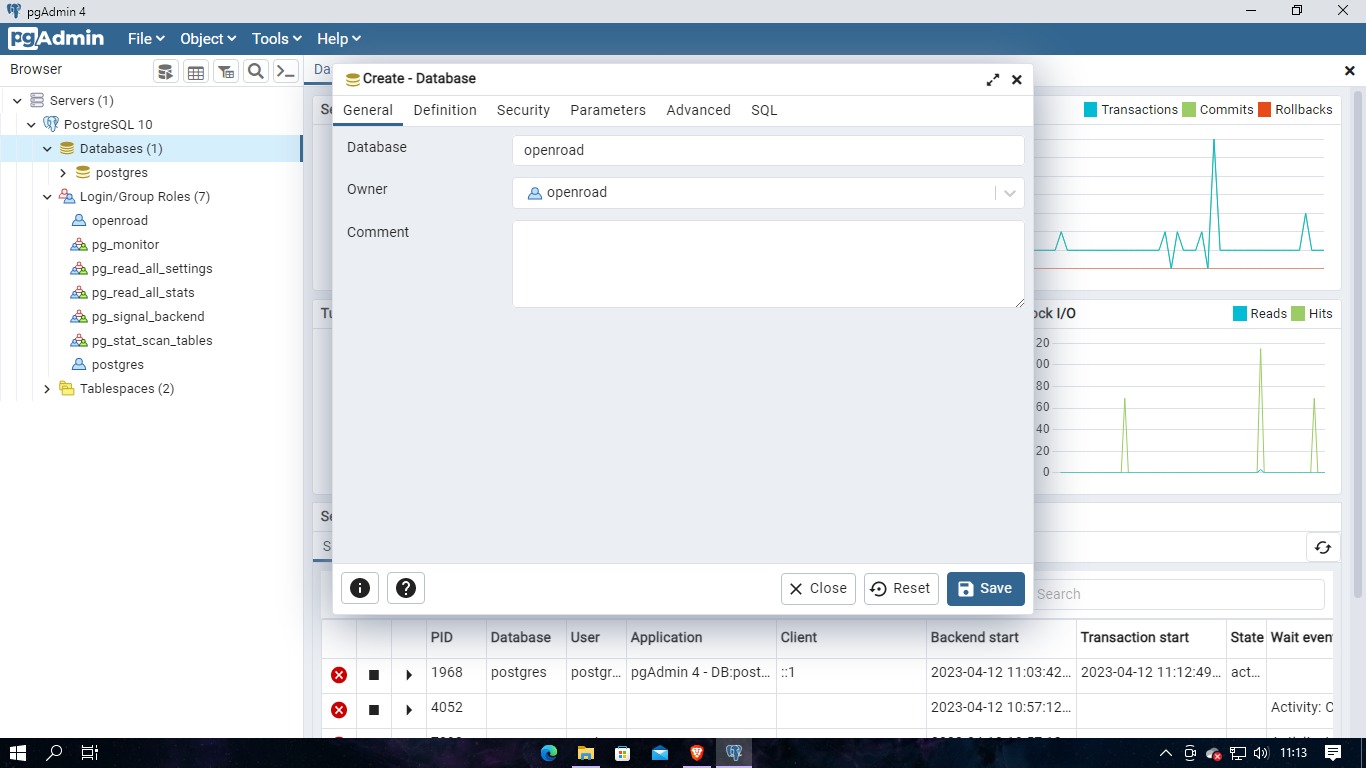 pgAdmin 4
pgAdmin File Object Tools Help
Browser
Da
Servers (1)
PostgreSQL 10
Databases (1)
postgres
Login/Group Roles (7)
openroad
pg_monitor
pg_read_all_settings
pg_read_all_stats
pg_signal_backend
pg_stat_scan_tables
postgres
Tablespaces (2)
Create - Database
General Definition Security Parameters Advanced SQL
Database openroad
Owner openroad
Comment
Close Reset Save
Se
Transactions Commits Rollbacks
Tu
ock I/O Reads Hits
20
00
80
60
40
20
0
Se
S
Search
PID Database User Application Client Backend start Transaction start State Wait even
1968 postgres postgr... pgAdmin 4 - DB:post... ::1 2023-04-12 11:03:42... 2023-04-12 11:12:49... act...
4052 2023-04-12 10:57:12... Activity: C
11:13